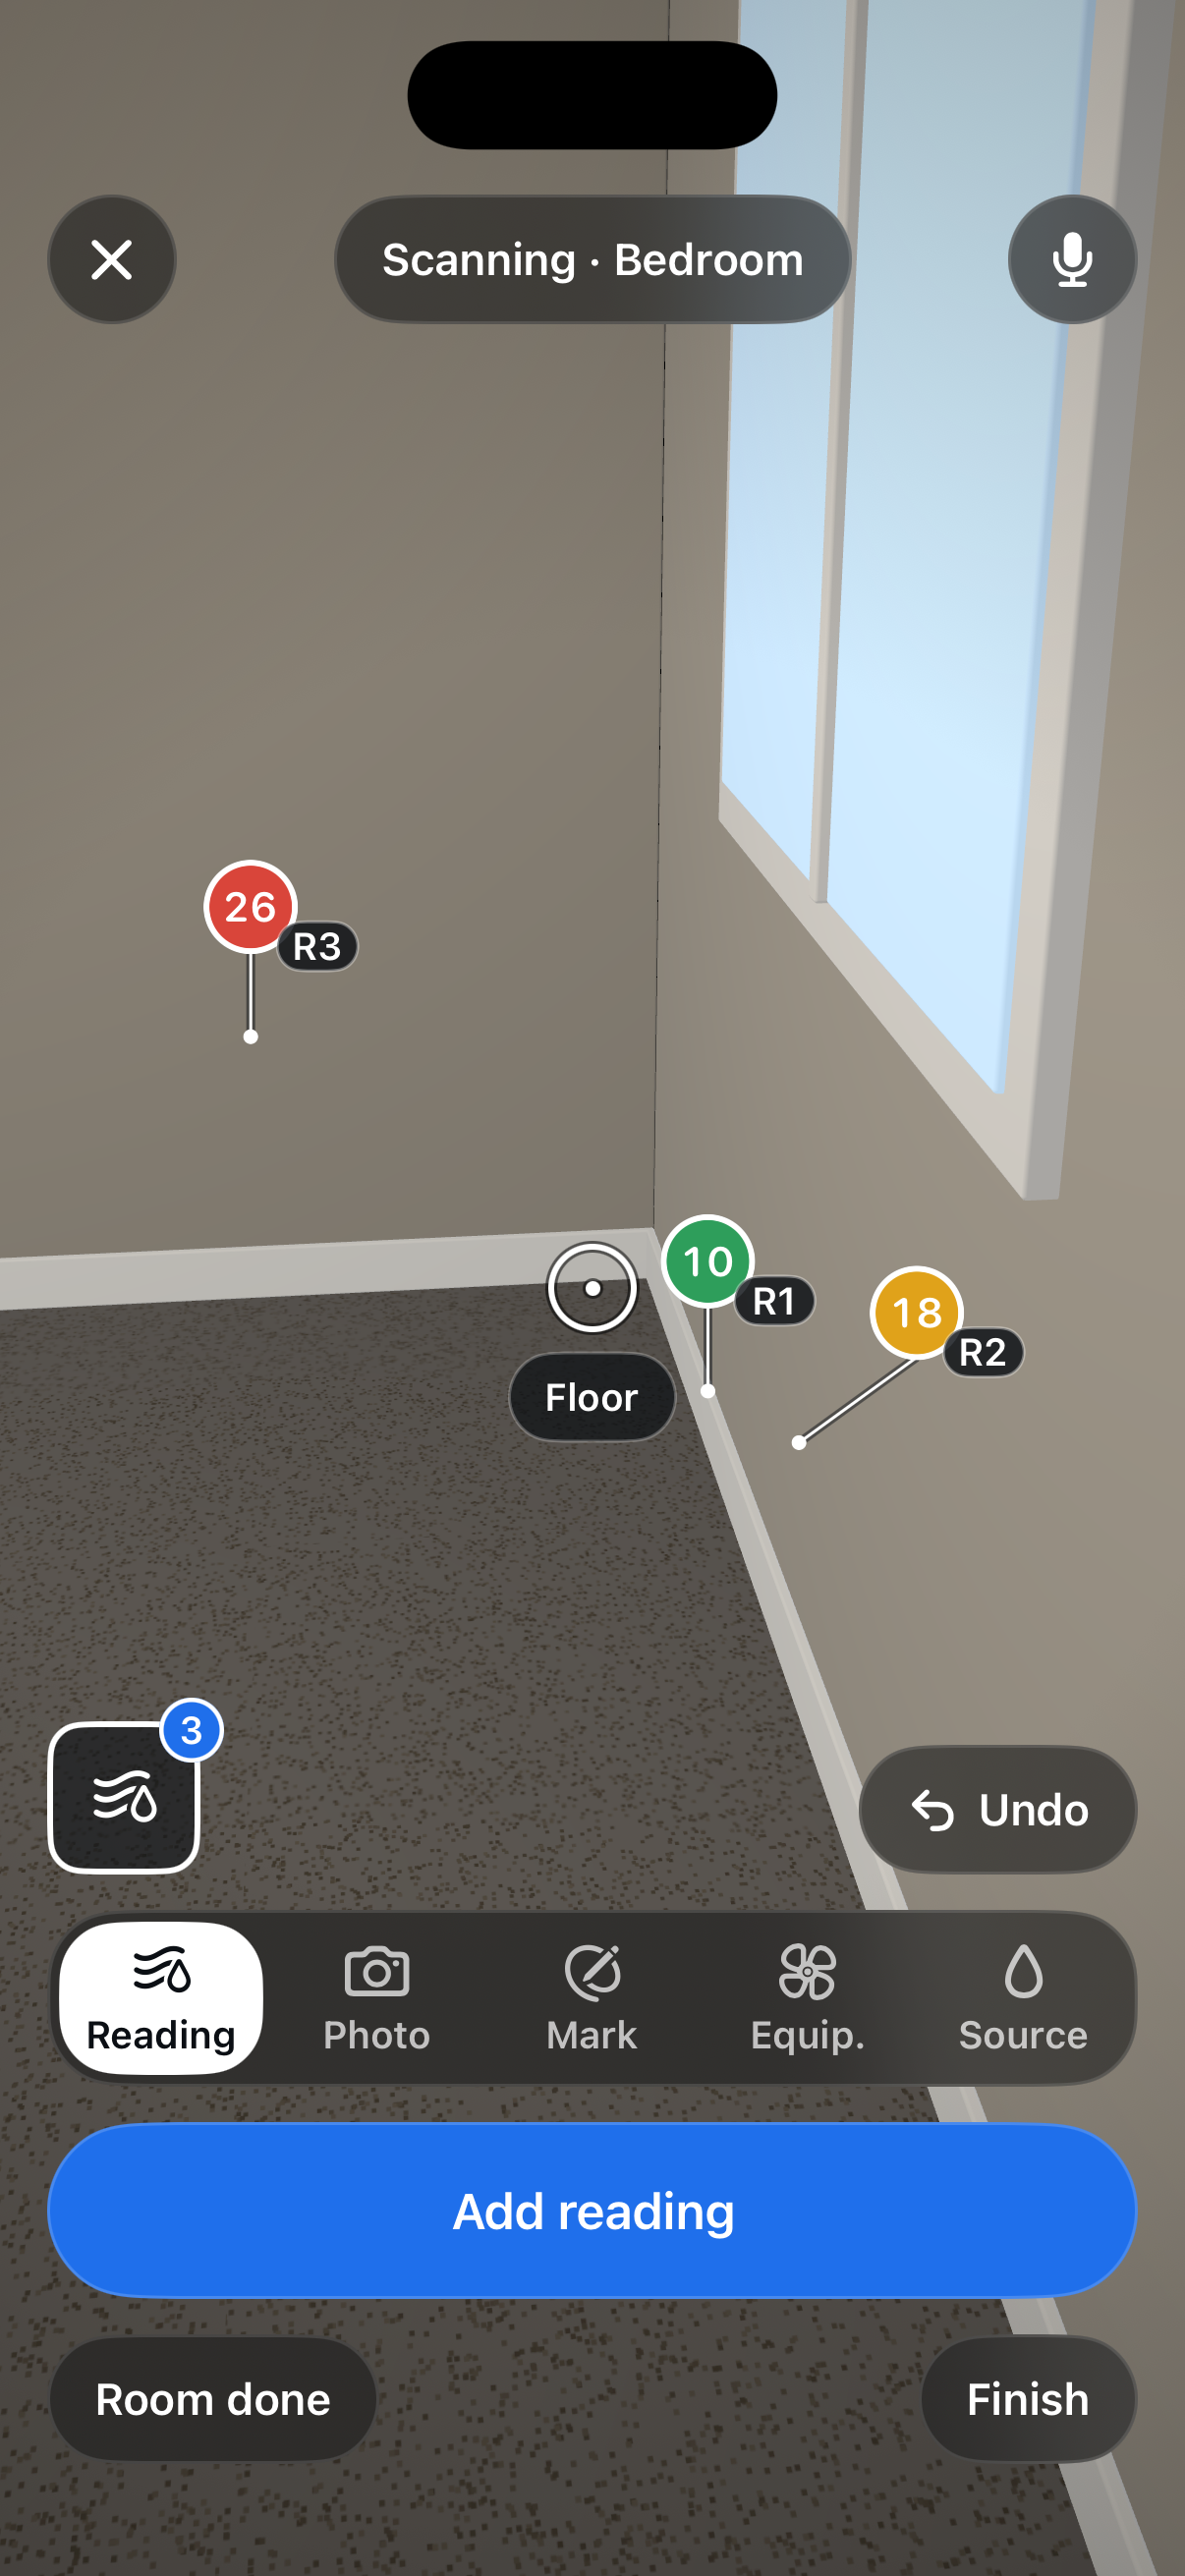 Scanning · Bedroom
26
R3
10
R1
18
R2
Floor
3
Undo
Reading
Photo
Mark
Equip.
Source
Add reading
Room done
Finish